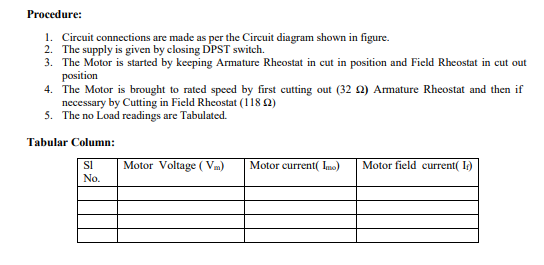 Procedure:
1. Circuit connections are made as per the Circuit diagram shown in figure.
2. The supply is given by closing DPST switch.
3. The Motor is started by keeping Armature Rheostat in cut in position and Field Rheostat in cut out
position
4. The Motor is brought to rated speed by first cutting out (32 Ω) Armature Rheostat and then if
necessary by Cutting in Field Rheostat (118 Ω)
5. The no Load readings are Tabulated.
Tabular Column:
Sl Motor Voltage ( Vm) Motor current( Imo) Motor field current( If)
No.